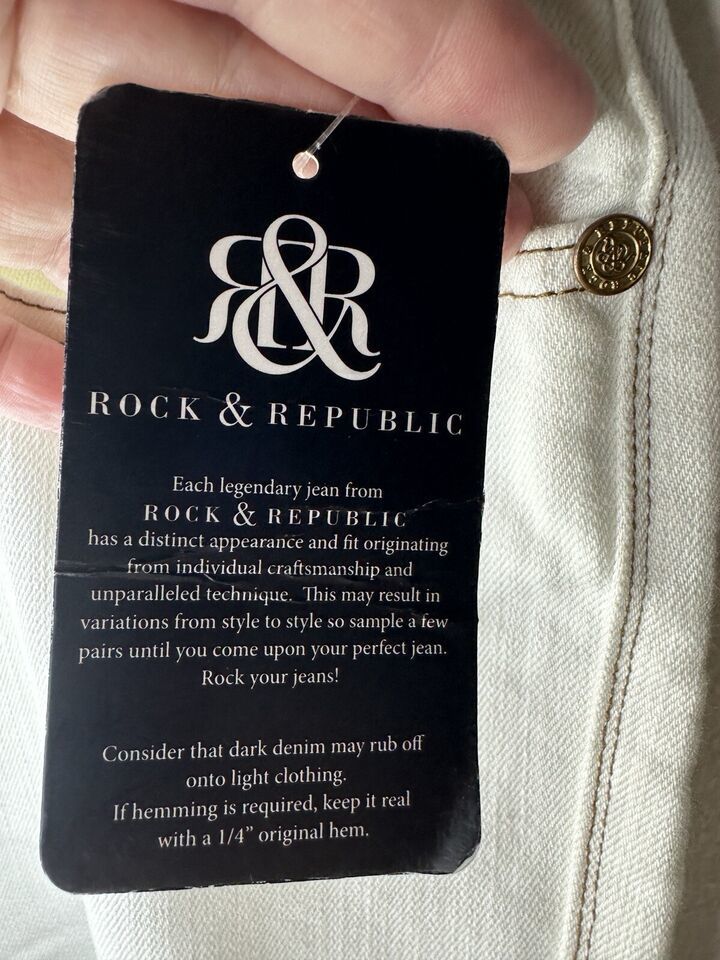 R&R
ROCK & REPUBLIC
Each legendary jean from
ROCK & REPUBLIC
has a distinct appearance and fit originating
from individual craftsmanship and
unparalleled technique. This may result in
variations from style to style so sample a few
pairs until you come upon your perfect jean.
Rock your jeans!
Consider that dark denim may rub off
onto light clothing.
If hemming is required, keep it real
with a 1/4” original hem.